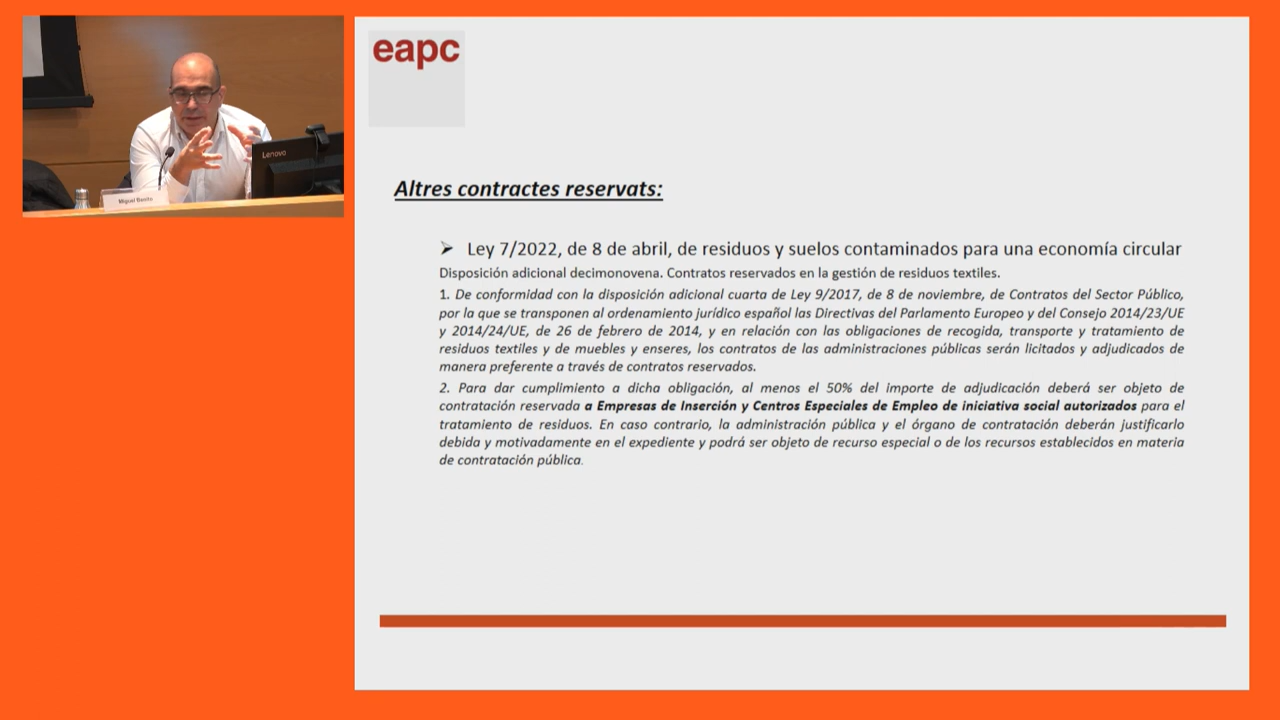 Lenovo
Miguel Benito
eapc
Altres contractes reservats:
➤ Ley 7/2022, de 8 de abril, de residuos y suelos contaminados para una economía circular
Disposición adicional decimonovena. Contratos reservados en la gestión de residuos textiles.
1. De conformidad con la disposición adicional cuarta de Ley 9/2017, de 8 de noviembre, de Contratos del Sector Público,
por la que se transponen al ordenamiento jurídico español las Directivas del Parlamento Europeo y del Consejo 2014/23/UE
y 2014/24/UE, de 26 de febrero de 2014, y en relación con las obligaciones de recogida, transporte y tratamiento de
residuos textiles y de muebles y enseres, los contratos de las administraciones públicas serán licitados y adjudicados de
manera preferente a través de contratos reservados.
2. Para dar cumplimiento a dicha obligación, al menos el 50% del importe de adjudicación deberá ser objeto de
contratación reservada a Empresas de Inserción y Centros Especiales de Empleo de iniciativa social autorizados para el
tratamiento de residuos. En caso contrario, la administración pública y el órgano de contratación deberán justificarlo
debida y motivadamente en el expediente y podrá ser objeto de recurso especial o de los recursos establecidos en materia
de contratación pública.